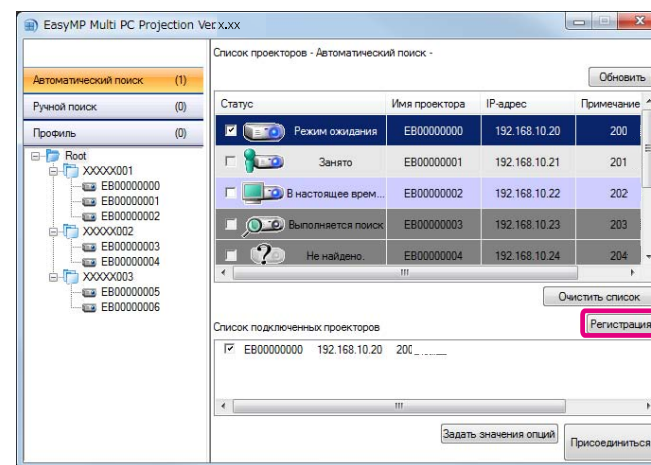 EasyMP Multi PC Projection Ver.x.xx
Список проекторов - Автоматический поиск -
Автоматический поиск (1)
Обновить
Ручной поиск (0)
Профиль (0)
Статус Имя проектора IP-адрес Примечание
Режим ожидания EB00000000 192.168.10.20 200
Занято EB00000001 192.168.10.21 201
В настоящее врем... EB00000002 192.168.10.22 202
Выполняется поиск EB00000003 192.168.10.23 203
Не найдено. EB00000004 192.168.10.24 204
Root
XXXXX001
EB00000000
EB00000001
EB00000002
XXXXX002
EB00000003
EB00000004
XXXXX003
EB00000005
EB00000006
Очистить список
Список подключенных проекторов
Регистрация
EB00000000 192.168.10.20 200
Задать значения опций
Присоединиться